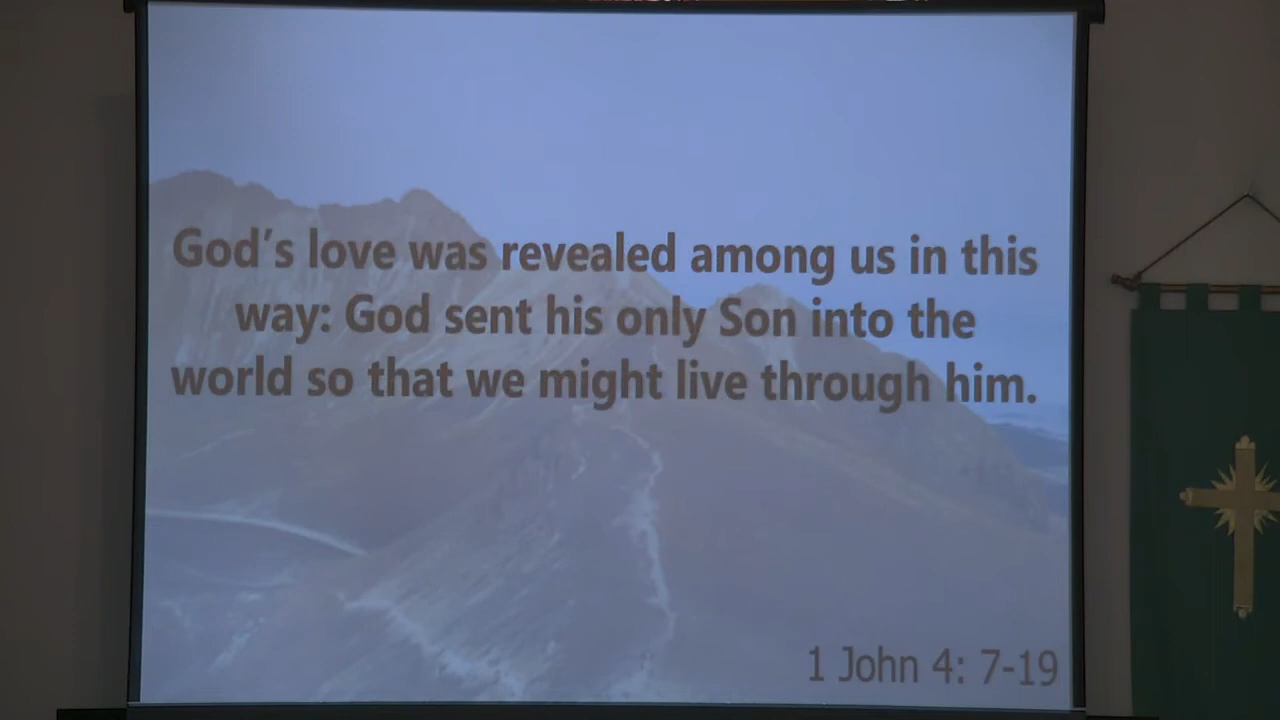 God's love was revealed among us in this
way: God sent his only Son into the
world so that we might live through him.
1 John 4: 7-19